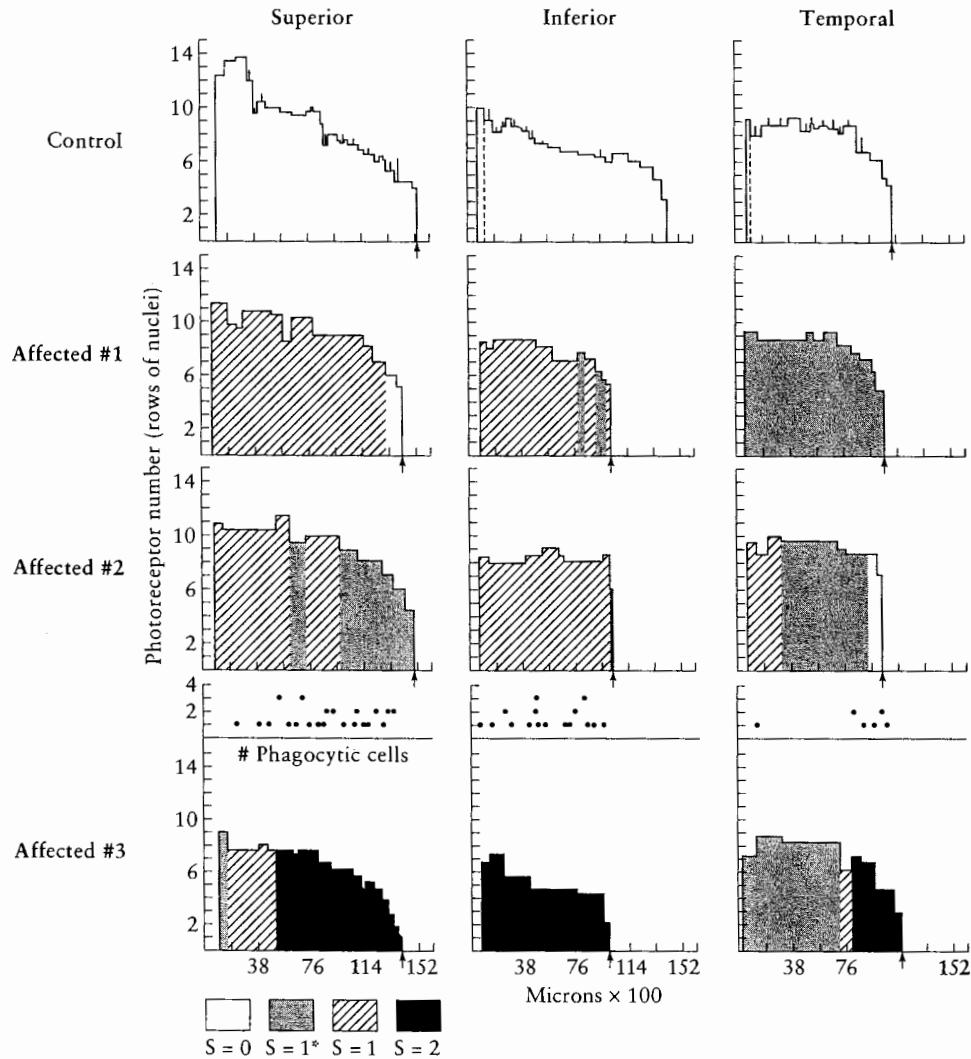 Superior Inferior Temporal
Control
14
10
6
2
Affected #1
14
10
6
2
Affected #2
14
10
6
2
Photoreceptor number (rows of nuclei)
4
2
# Phagocytic cells
Affected #3
14
10
6
2
38 76 114 152 38 76 114 152 38 76 152
Microns × 100
S = 0 S = 1* S = 1 S = 2